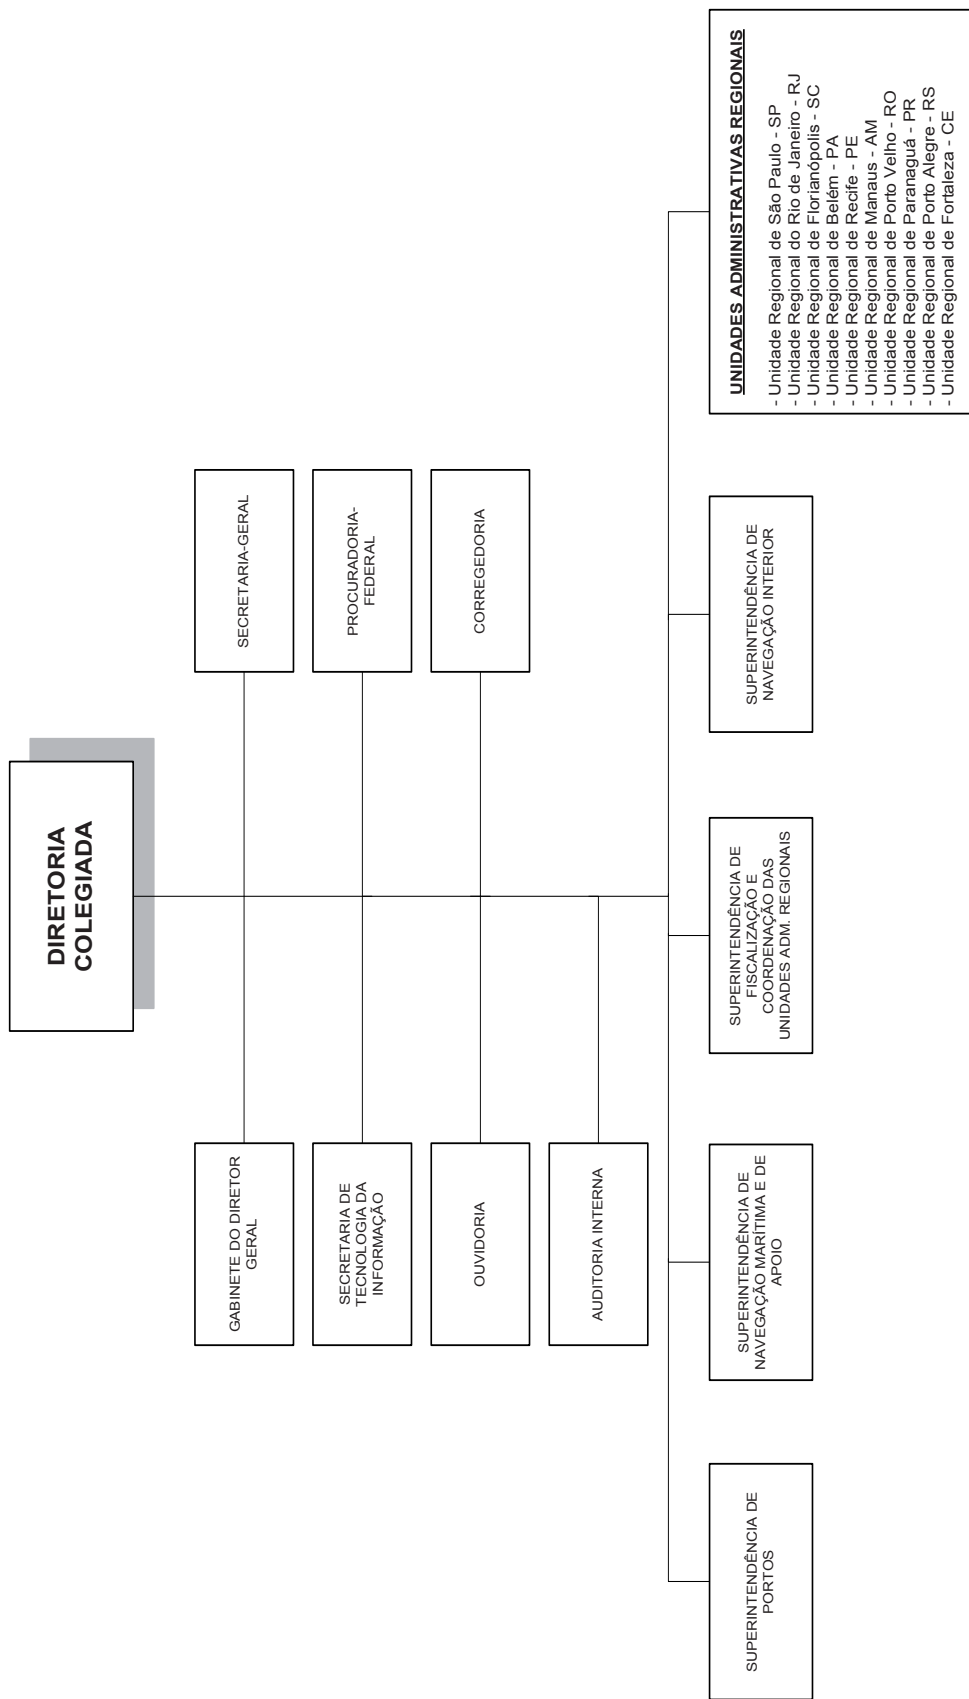 DIRETORIA
COLEGIADA
GABINETE DO DIRETOR
GERAL
SECRETARIA-GERAL
SECRETARIA DE
TECNOLOGIA DA
INFORMAÇÃO
PROCURADORIA-
FEDERAL
OUVIDORIA
CORREGEDORIA
AUDITORIA INTERNA
SUPERINTENDÊNCIA DE
PORTOS
SUPERINTENDÊNCIA DE
NAVEGAÇÃO MARÍTIMA E DE
APOIO
SUPERINTENDÊNCIA DE
FISCALIZAÇÃO E
COORDENAÇÃO DAS
UNIDADES ADM. REGIONAIS
SUPERINTENDÊNCIA DE
NAVEGAÇÃO INTERIOR
UNIDADES ADMINISTRATIVAS REGIONAIS
- Unidade Regional de São Paulo - SP
- Unidade Regional do Rio de Janeiro - RJ
- Unidade Regional de Florianópolis - SC
- Unidade Regional de Belém - PA
- Unidade Regional de Recife - PE
- Unidade Regional de Manaus - AM
- Unidade Regional de Porto Velho - RO
- Unidade Regional de Paranaguá - PR
- Unidade Regional de Porto Alegre - RS
- Unidade Regional de Fortaleza - CE